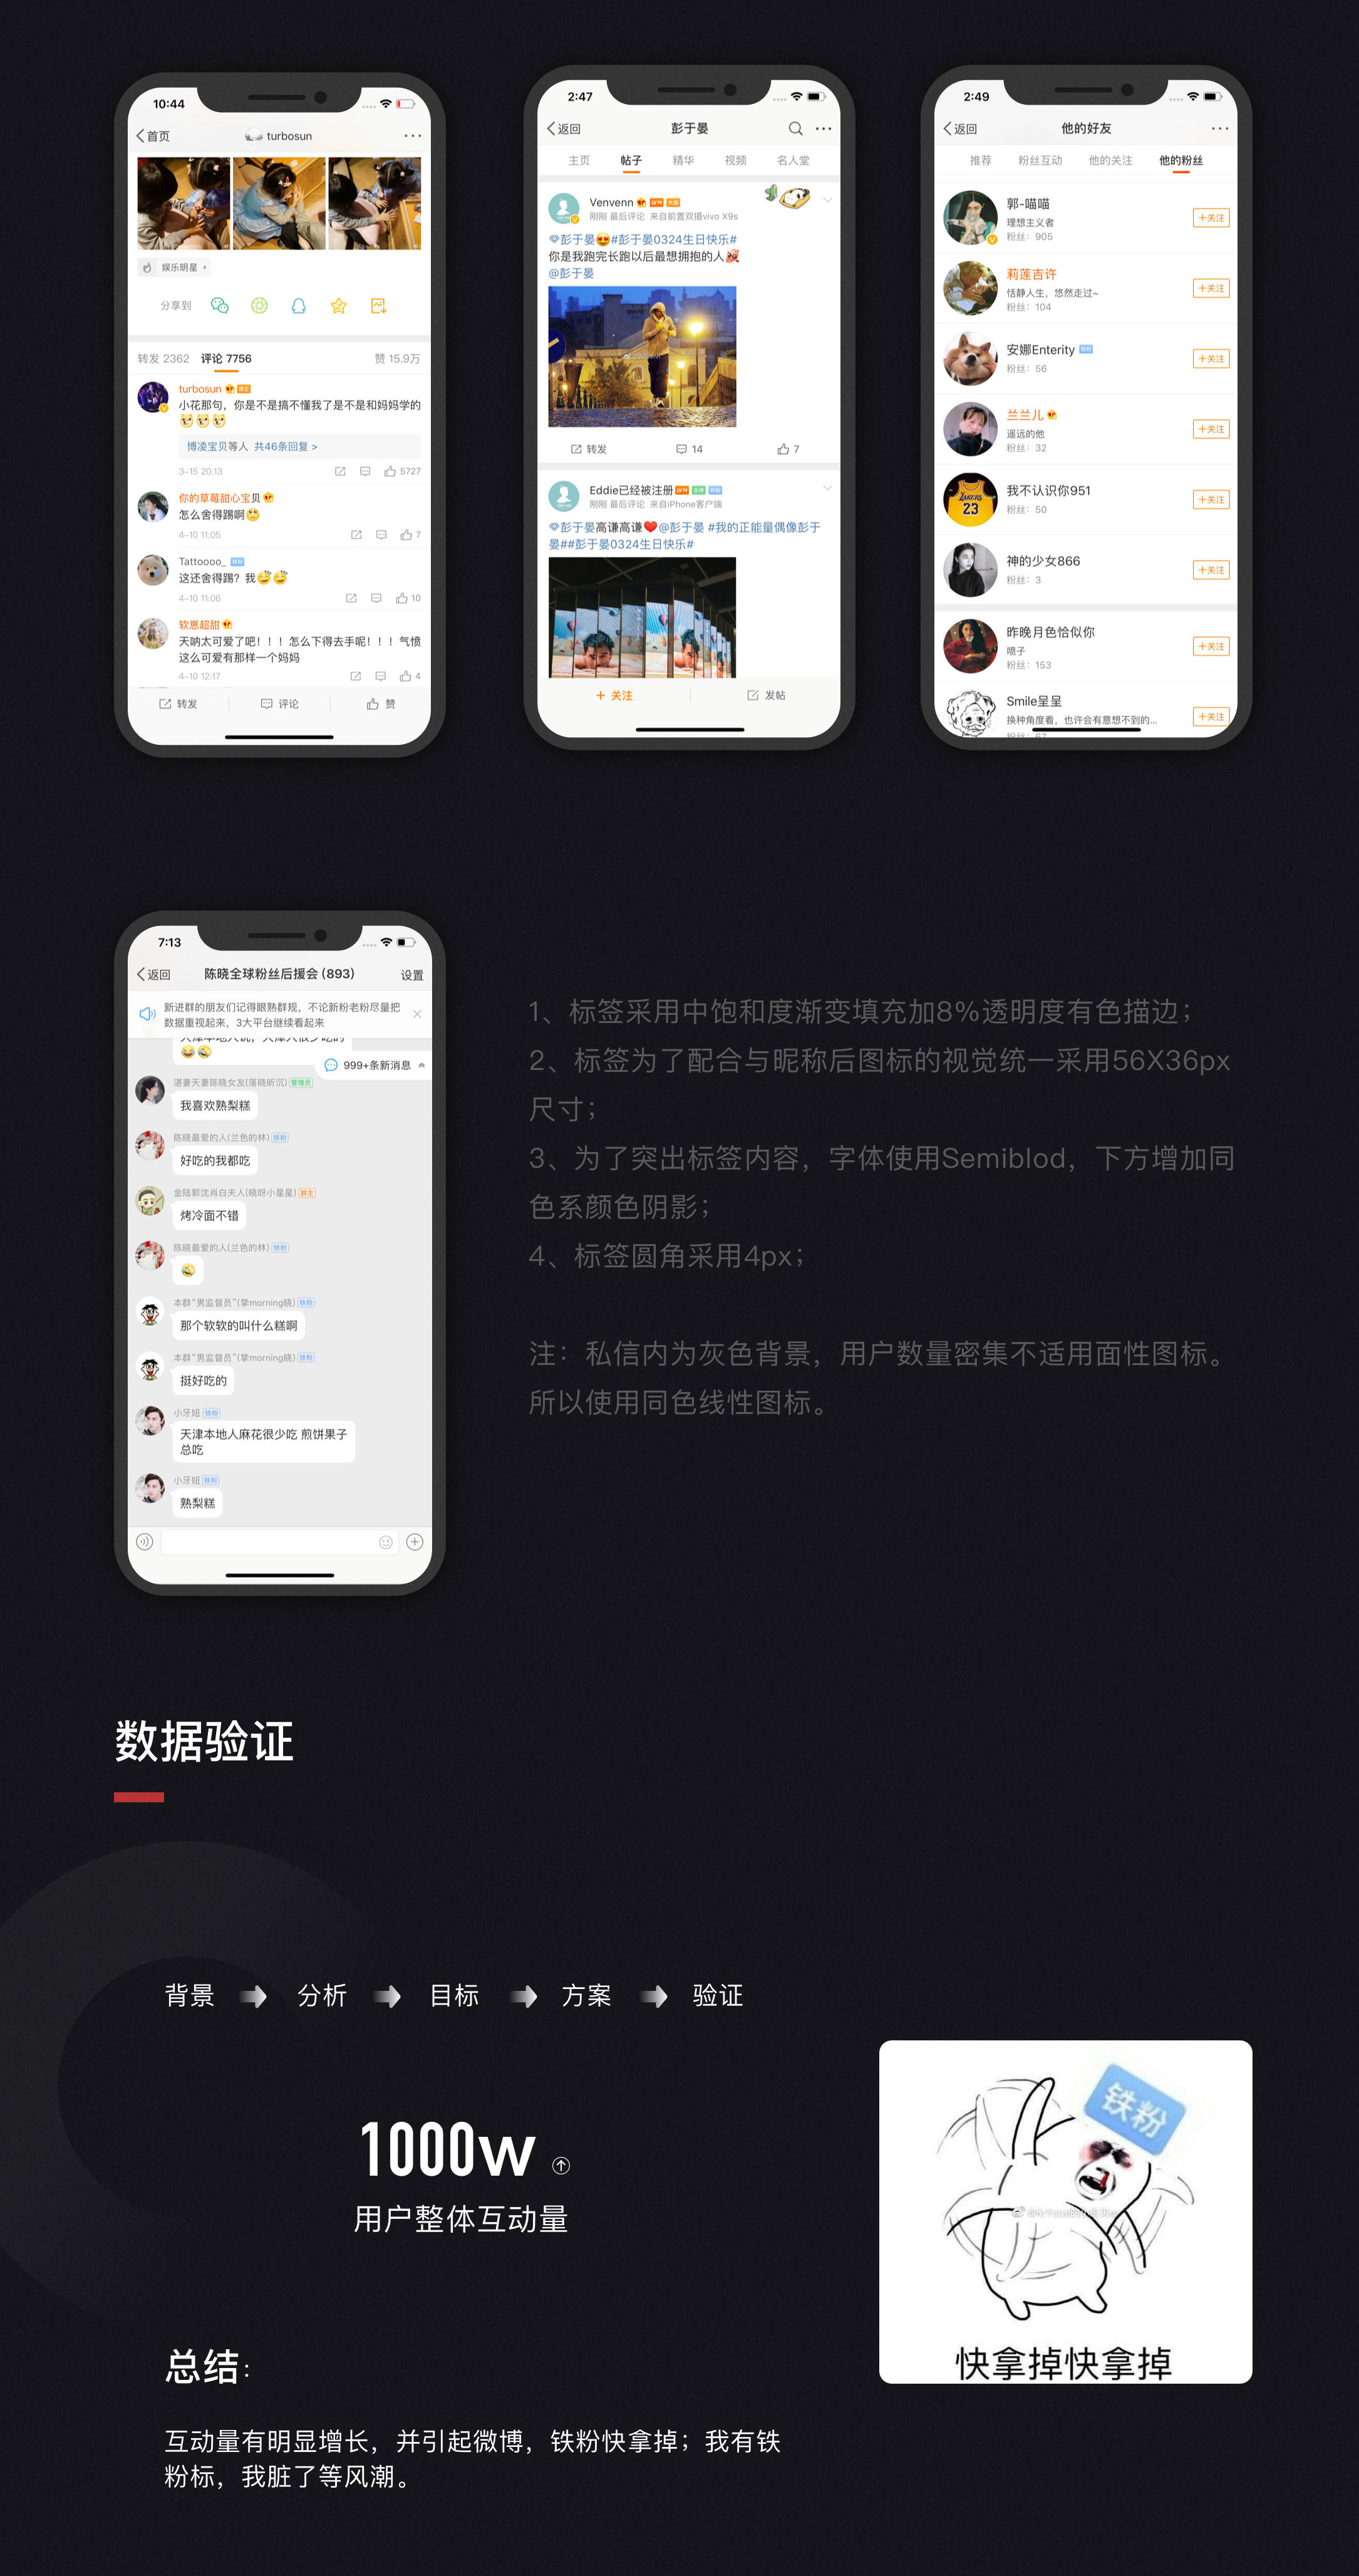 10:44
首页
turbosun
娱乐明星
分享到
转发 2362 评论 7756 赞 15.9万
turbosun 博主
小花那句，你是不是搞不懂我了是不是和妈妈学的
博凌宝贝等人 共46条回复 >
3-15 20:13 5727
你的草莓甜心宝贝
怎么舍得踢啊
4-10 11:05 7
Tattoooo_ 铁粉
这还舍得踢？我
4-10 11:06 10
软崽超甜
天呐太可爱了吧！！！怎么下得去手呢！！！气愤
这么可爱有那样一个妈妈
4-10 12:17 4
转发 评论 赞
2:47
返回 彭于晏
主页 帖子 精华 视频 名人堂
Venvenn
刚刚 最后评论 来自前置双摄vivo X9s
彭于晏#彭于晏0324生日快乐#
你是我跑完长跑以后最想拥抱的人
@彭于晏
转发 14 7
Eddie已经被注册 铁粉
刚刚 最后评论 来自iPhone客户端
彭于晏高谦高谦@彭于晏 #我的正能量偶像彭于
晏##彭于晏0324生日快乐#
关注 发帖
2:49
返回 他的好友
推荐 粉丝互动 他的关注 他的粉丝
郭-喵喵
理想主义者
粉丝：905
+关注
莉莲吉许
恬静人生，悠然走过~
粉丝：104
+关注
安娜Enterity 铁粉
粉丝：56
+关注
兰兰儿
遥远的他
粉丝：32
+关注
我不认识你951
粉丝：50
+关注
LAKERS
23
神的少女866
粉丝：3
+关注
昨晚月色恰似你
喷子
粉丝：153
+关注
Smile呈呈
换种角度看，也许会有意想不到的...
粉丝：67
+关注
7:13
返回 陈晓全球粉丝后援会 (893) 设置
新进群的朋友们记得眼熟群规，不论新粉老粉尽量把
数据重视起来，3大平台继续看起来
999+条新消息
湛妻天妻陈晓女友(落晓昕沉) 管理员
我喜欢熟梨糕
陈晓最爱的人(兰色的林) 铁粉
好吃的我都吃
金陆郭沈肖白夫人(晓呀小星星) 群主
烤冷面不错
陈晓最爱的人(兰色的林) 铁粉
本群“男监督员”(挚morning晓) 铁粉
那个软软的叫什么糕啊
本群“男监督员”(挚morning晓) 铁粉
挺好吃的
小牙妞 铁粉
天津本地人麻花很少吃 煎饼果子
总吃
小牙妞 铁粉
熟梨糕
1、标签采用中饱和度渐变填充加8%透明度有色描边；
2、标签为了配合与昵称后图标的视觉统一采用56X36px
尺寸；
3、为了突出标签内容，字体使用Semiblod，下方增加同
色系颜色阴影；
4、标签圆角采用4px；
注：私信内为灰色背景，用户数量密集不适用面性图标。
所以使用同色线性图标。
数据验证
背景 分析 目标 方案 验证
1000w
用户整体互动量
铁粉
快拿掉快拿掉
总结：
互动量有明显增长，并引起微博，铁粉快拿掉；我有铁
粉标，我脏了等风潮。